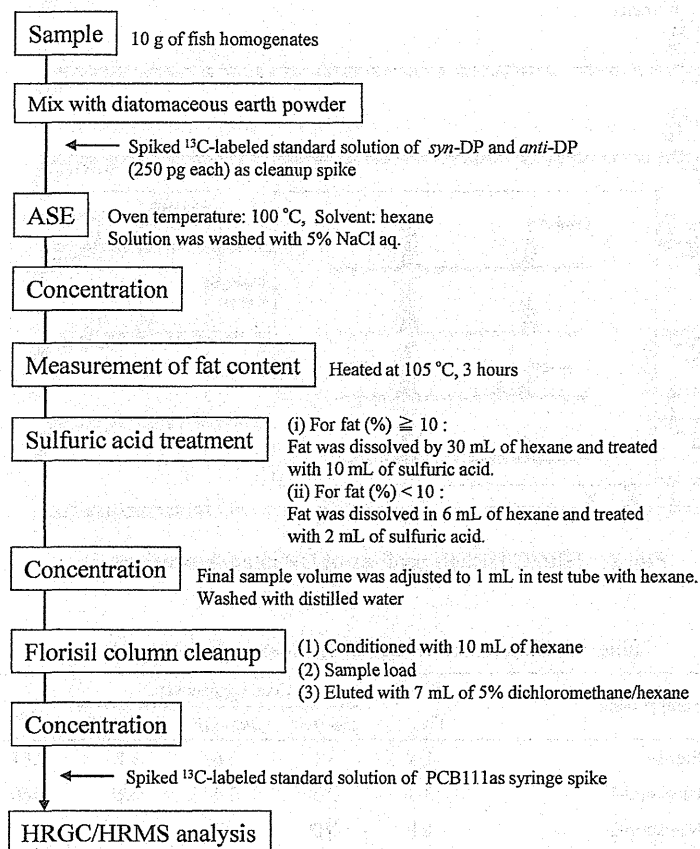 Sample
10 g of fish homogenates
Mix with diatomaceous earth powder
Spiked ¹³C-labeled standard solution of syn-DP and anti-DP
(250 pg each) as cleanup spike
ASE
Oven temperature: 100 °C, Solvent: hexane
Solution was washed with 5% NaCl aq.
Concentration
Measurement of fat content
Heated at 105 °C, 3 hours
Sulfuric acid treatment
(i) For fat (%) ≧ 10 :
Fat was dissolved by 30 mL of hexane and treated
with 10 mL of sulfuric acid.
(ii) For fat (%) < 10 :
Fat was dissolved in 6 mL of hexane and treated
with 2 mL of sulfuric acid.
Concentration
Final sample volume was adjusted to 1 mL in test tube with hexane.
Washed with distilled water
Florisil column cleanup
(1) Conditioned with 10 mL of hexane
(2) Sample load
(3) Eluted with 7 mL of 5% dichloromethane/hexane
Concentration
Spiked ¹³C-labeled standard solution of PCB111as syringe spike
HRGC/HRMS analysis